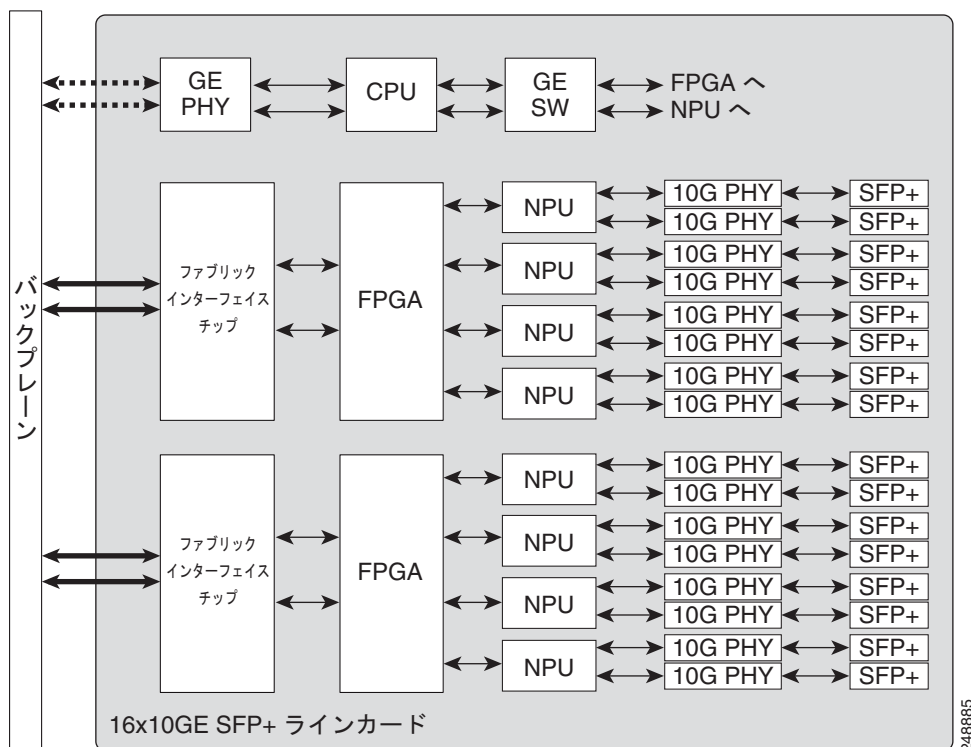 バックプレーン
GE
PHY
CPU
GE
SW
FPGA へ
NPU へ
ファブリック
インターフェイス
チップ
FPGA
NPU
10G PHY
SFP+
10G PHY
SFP+
NPU
10G PHY
SFP+
10G PHY
SFP+
NPU
10G PHY
SFP+
10G PHY
SFP+
NPU
10G PHY
SFP+
10G PHY
SFP+
ファブリック
インターフェイス
チップ
FPGA
NPU
10G PHY
SFP+
10G PHY
SFP+
NPU
10G PHY
SFP+
10G PHY
SFP+
NPU
10G PHY
SFP+
10G PHY
SFP+
NPU
10G PHY
SFP+
10G PHY
SFP+
16x10GE SFP+ ラインカード
248885